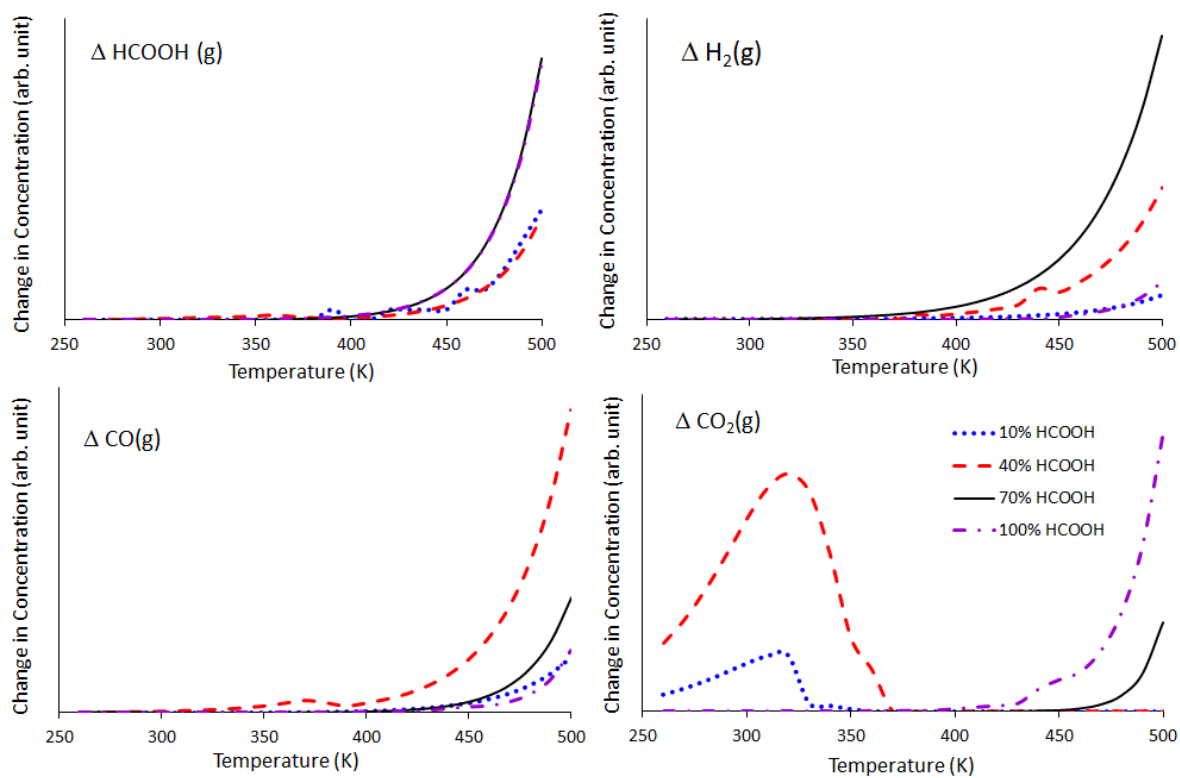 Δ HCOOH (g)
Change in Concentration (arb. unit)
250 300 350 400 450 500
Temperature (K)
Δ H₂(g)
Change in Concentration (arb. unit)
250 300 350 400 450 500
Temperature (K)
Δ CO(g)
Change in Concentration (arb. unit)
250 300 350 400 450 500
Temperature (K)
Δ CO₂(g)
10% HCOOH
40% HCOOH
70% HCOOH
100% HCOOH
Change in Concentration (arb. unit)
250 300 350 400 450 500
Temperature (K)